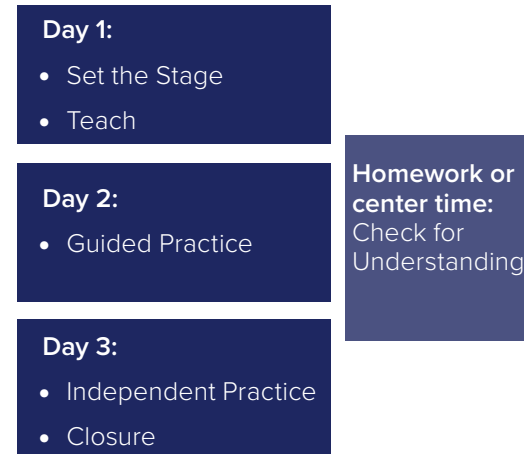 Day 1:
• Set the Stage
• Teach
Day 2:
• Guided Practice
Day 3:
• Independent Practice
• Closure
Homework or
center time:
Check for
Understanding